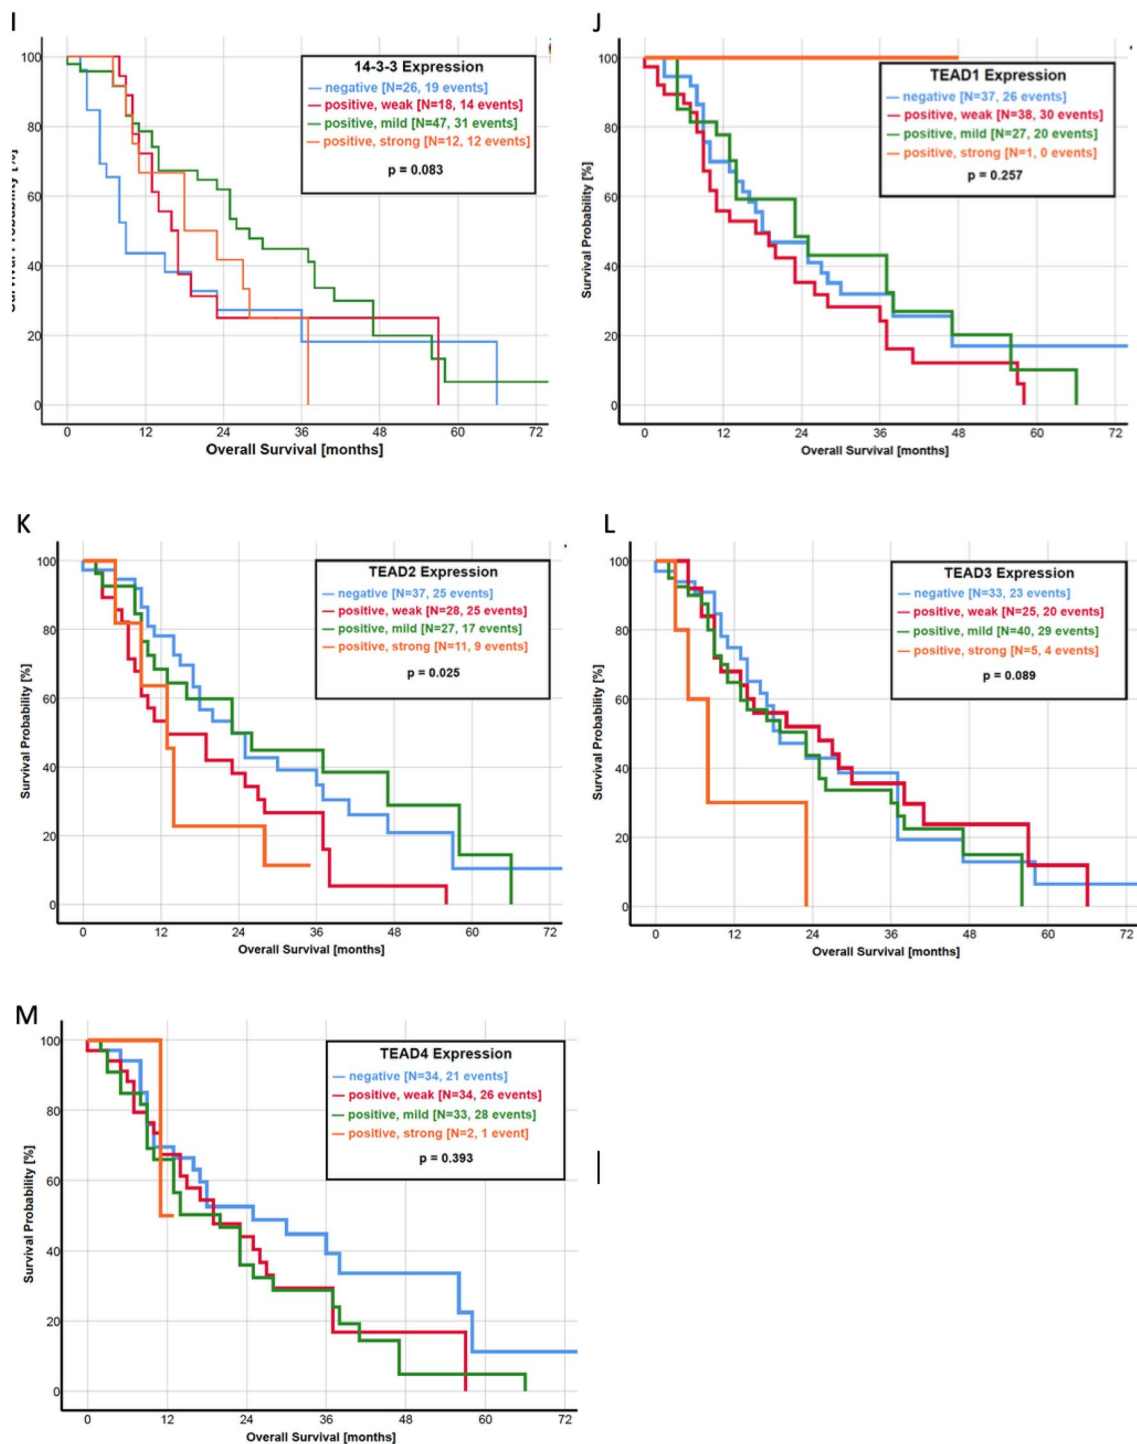 I
14-3-3 Expression
negative [N=26, 19 events]
positive, weak [N=18, 14 events]
positive, mild [N=47, 31 events]
positive, strong [N=12, 12 events]
p = 0.083
Survival Probability [%]
100
80
60
40
20
0
0 12 24 36 48 60 72
Overall Survival [months]
J
TEAD1 Expression
negative [N=37, 26 events]
positive, weak [N=38, 30 events]
positive, mild [N=27, 20 events]
positive, strong [N=1, 0 events]
p = 0.257
Survival Probability [%]
100
80
60
40
20
0
0 12 24 36 48 60 72
Overall Survival [months]
K
TEAD2 Expression
negative [N=37, 25 events]
positive, weak [N=28, 25 events]
positive, mild [N=27, 17 events]
positive, strong [N=11, 9 events]
p = 0.025
Survival Probability [%]
100
80
60
40
20
0
0 12 24 36 48 60 72
Overall Survival [months]
L
TEAD3 Expression
negative [N=33, 23 events]
positive, weak [N=25, 20 events]
positive, mild [N=40, 29 events]
positive, strong [N=5, 4 events]
p = 0.089
Survival Probability [%]
100
80
60
40
20
0
0 12 24 36 48 60 72
Overall Survival [months]
M
TEAD4 Expression
negative [N=34, 21 events]
positive, weak [N=34, 26 events]
positive, mild [N=33, 28 events]
positive, strong [N=2, 1 event]
p = 0.393
Survival Probability [%]
100
80
60
40
20
0
0 12 24 36 48 60 72
Overall Survival [months]